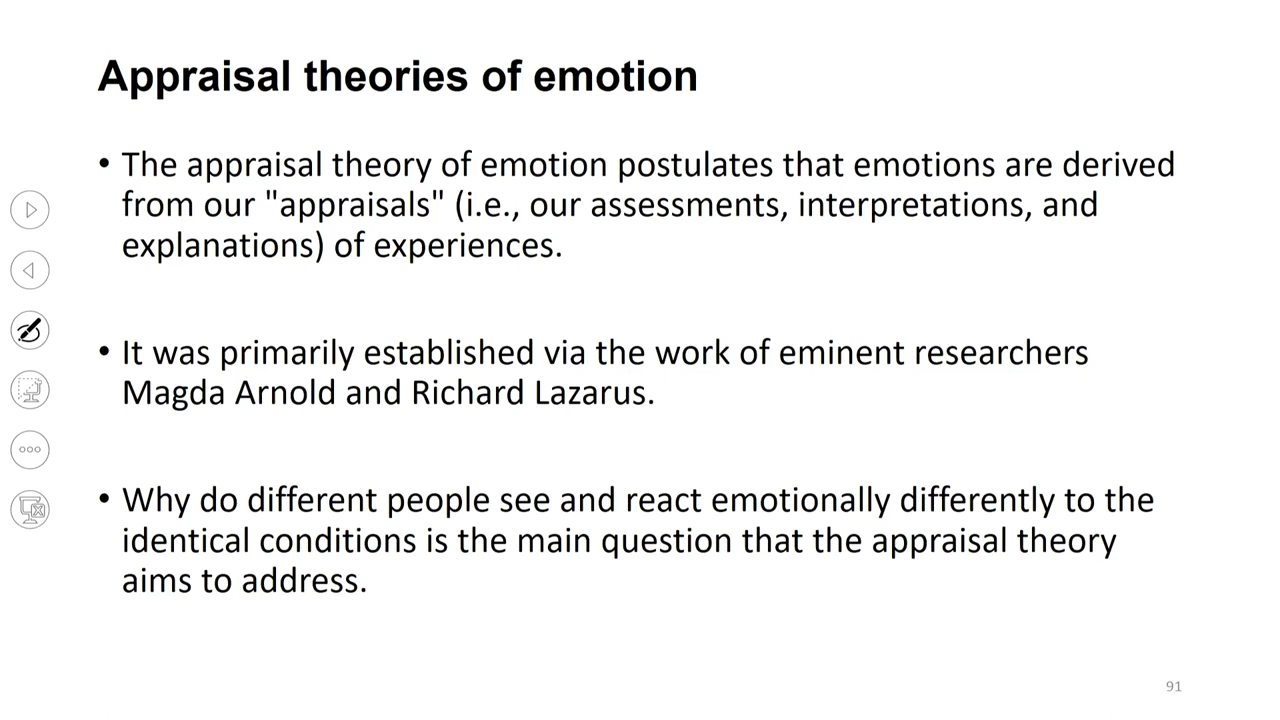 Appraisal theories of emotion
• The appraisal theory of emotion postulates that emotions are derived
from our "appraisals" (i.e., our assessments, interpretations, and
explanations) of experiences.
• It was primarily established via the work of eminent researchers
Magda Arnold and Richard Lazarus.
• Why do different people see and react emotionally differently to the
identical conditions is the main question that the appraisal theory
aims to address.
91